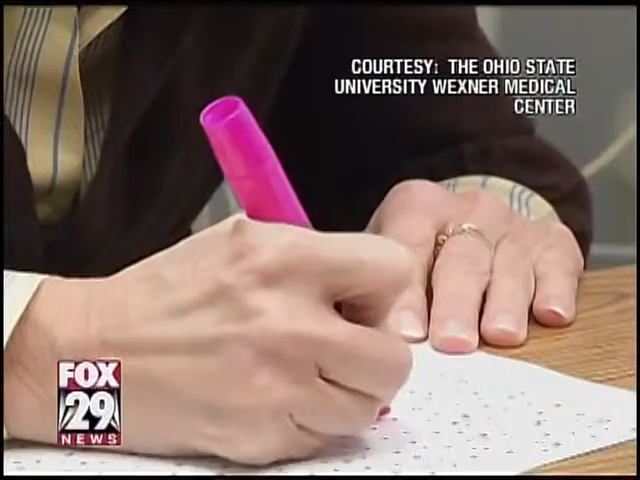 COURTESY: THE OHIO STATE
UNIVERSITY WEXNER MEDICAL
CENTER
FOX
29
NEWS